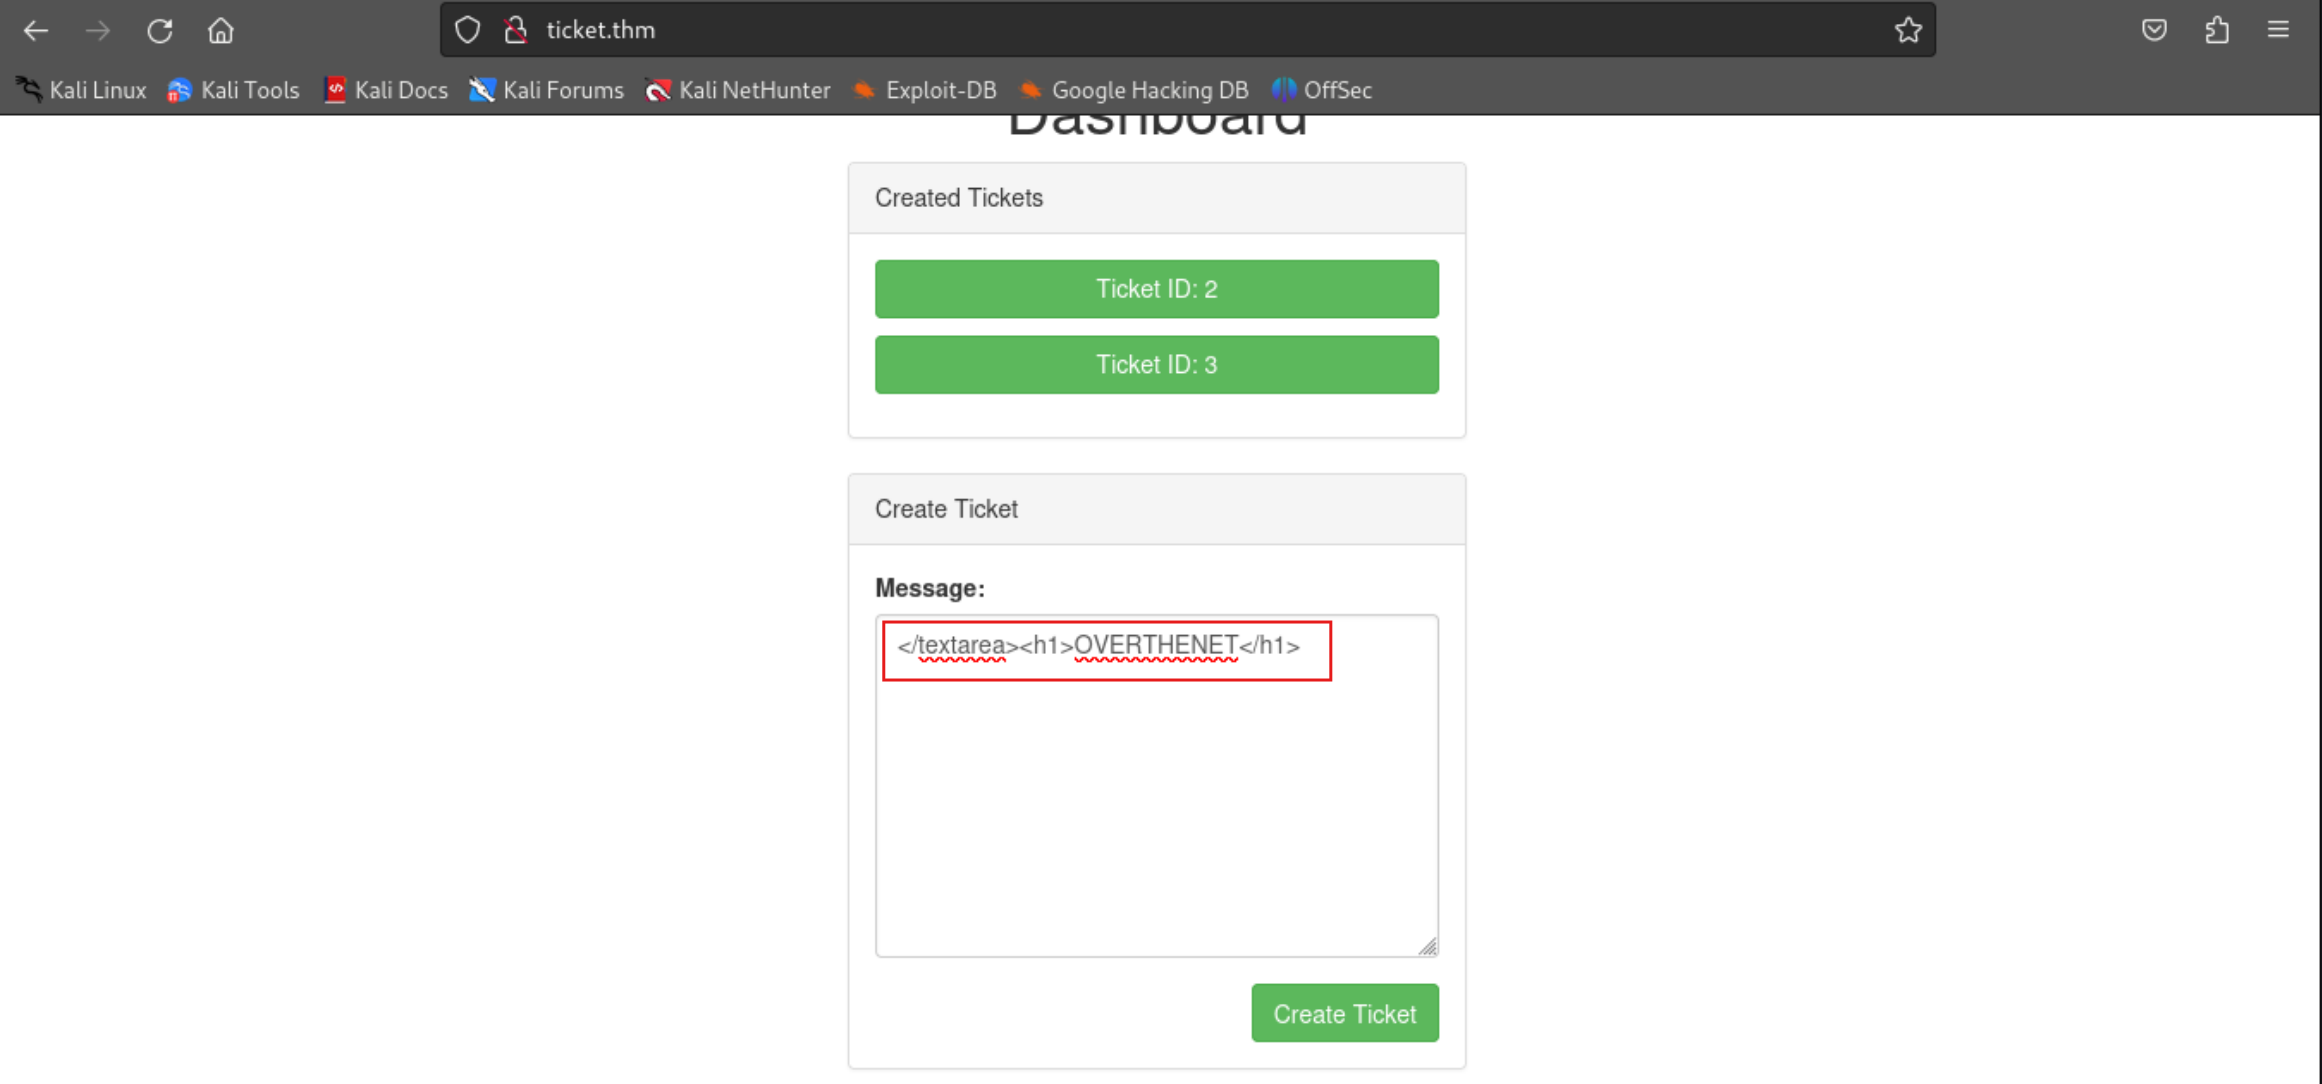 ticket.thm
Kali Linux Kali Tools Kali Docs Kali Forums Kali NetHunter Exploit-DB Google Hacking DB OffSec
Dashboard
Created Tickets
Ticket ID: 2
Ticket ID: 3
Create Ticket
Message:
</textarea><h1>OVERTHENET</h1>
Create Ticket